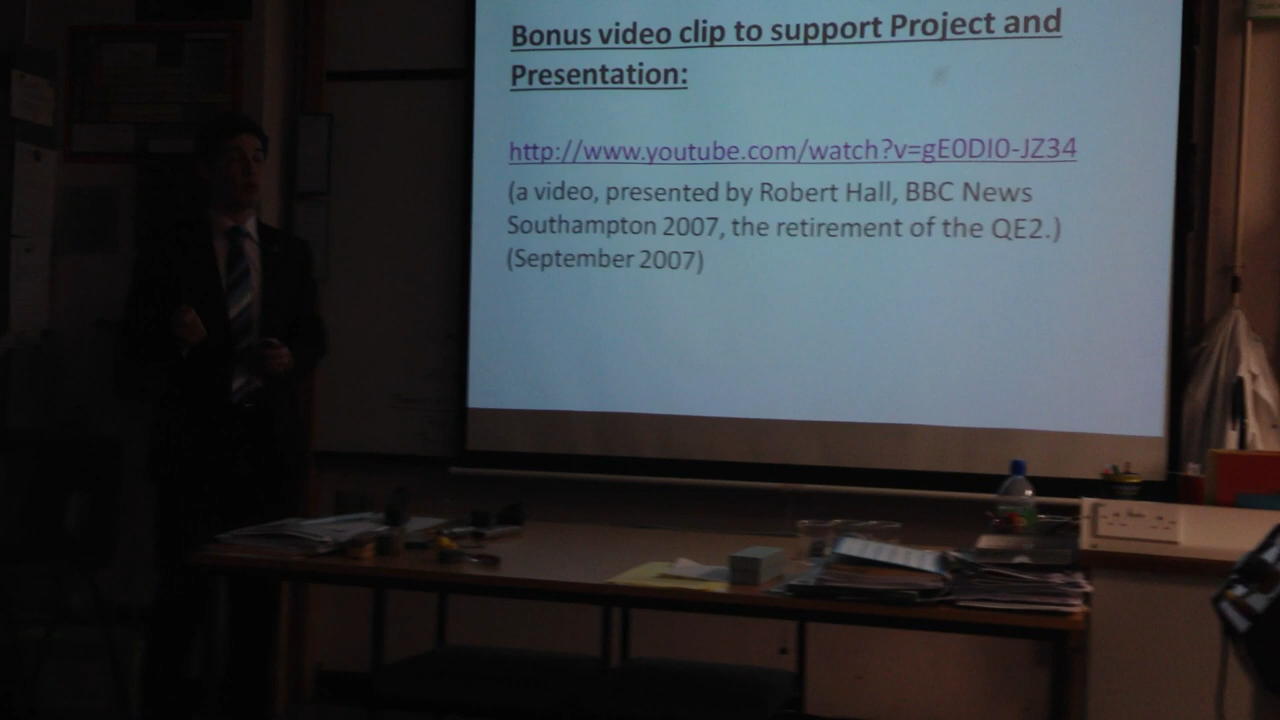 Bonus video clip to support Project and
Presentation:
http://www.youtube.com/watch?v=gE0DI0-JZ34
(a video, presented by Robert Hall, BBC News
Southampton 2007, the retirement of the QE2.)
(September 2007)